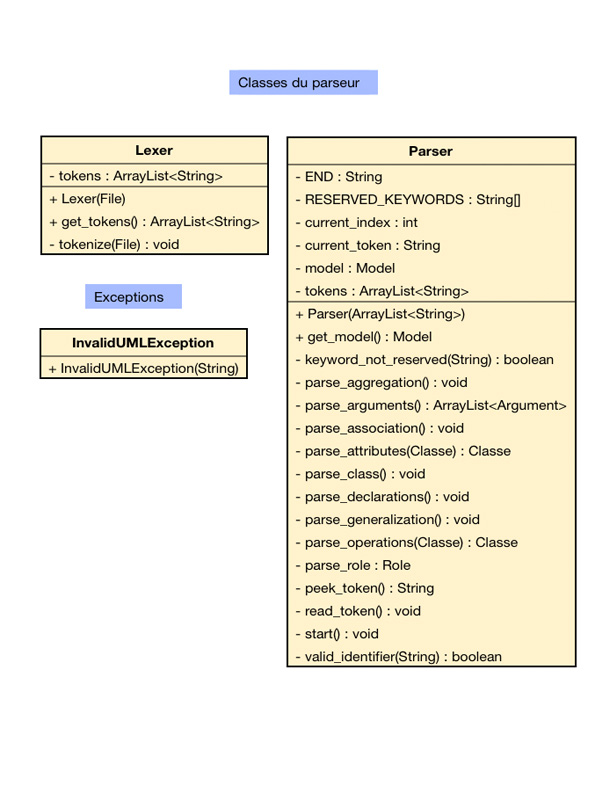 Classes du parseur
Lexer
- tokens : ArrayList<String>
+ Lexer(File)
+ get_tokens() : ArrayList<String>
- tokenize(File) : void
Exceptions
InvalidUMLException
+ InvalidUMLException(String)
Parser
- END : String
- RESERVED_KEYWORDS : String[]
- current_index : int
- current_token : String
- model : Model
- tokens : ArrayList<String>
+ Parser(ArrayList<String>)
+ get_model() : Model
- keyword_not_reserved(String) : boolean
- parse_aggregation() : void
- parse_arguments() : ArrayList<Argument>
- parse_association() : void
- parse_attributes(Classe) : Classe
- parse_class() : void
- parse_declarations() : void
- parse_generalization() : void
- parse_operations(Classe) : Classe
- parse_role : Role
- peek_token() : String
- read_token() : void
- start() : void
- valid_identifier(String) : boolean